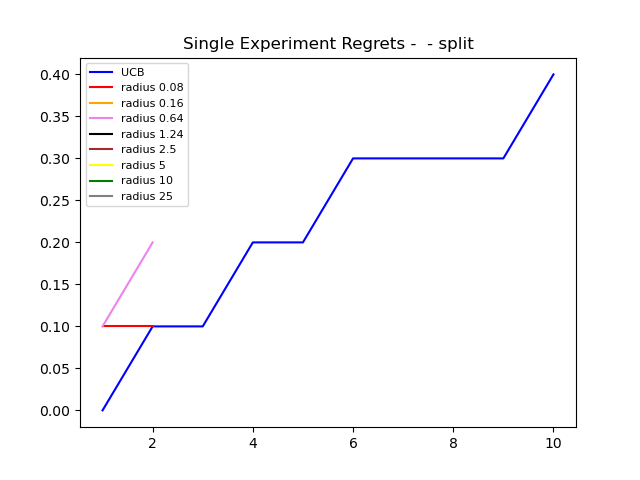 Single Experiment Regrets -  - split
UCB
radius 0.08
radius 0.16
radius 0.64
radius 1.24
radius 2.5
radius 5
radius 10
radius 25
0.40
0.35
0.30
0.25
0.20
0.15
0.10
0.05
0.00
2 4 6 8 10